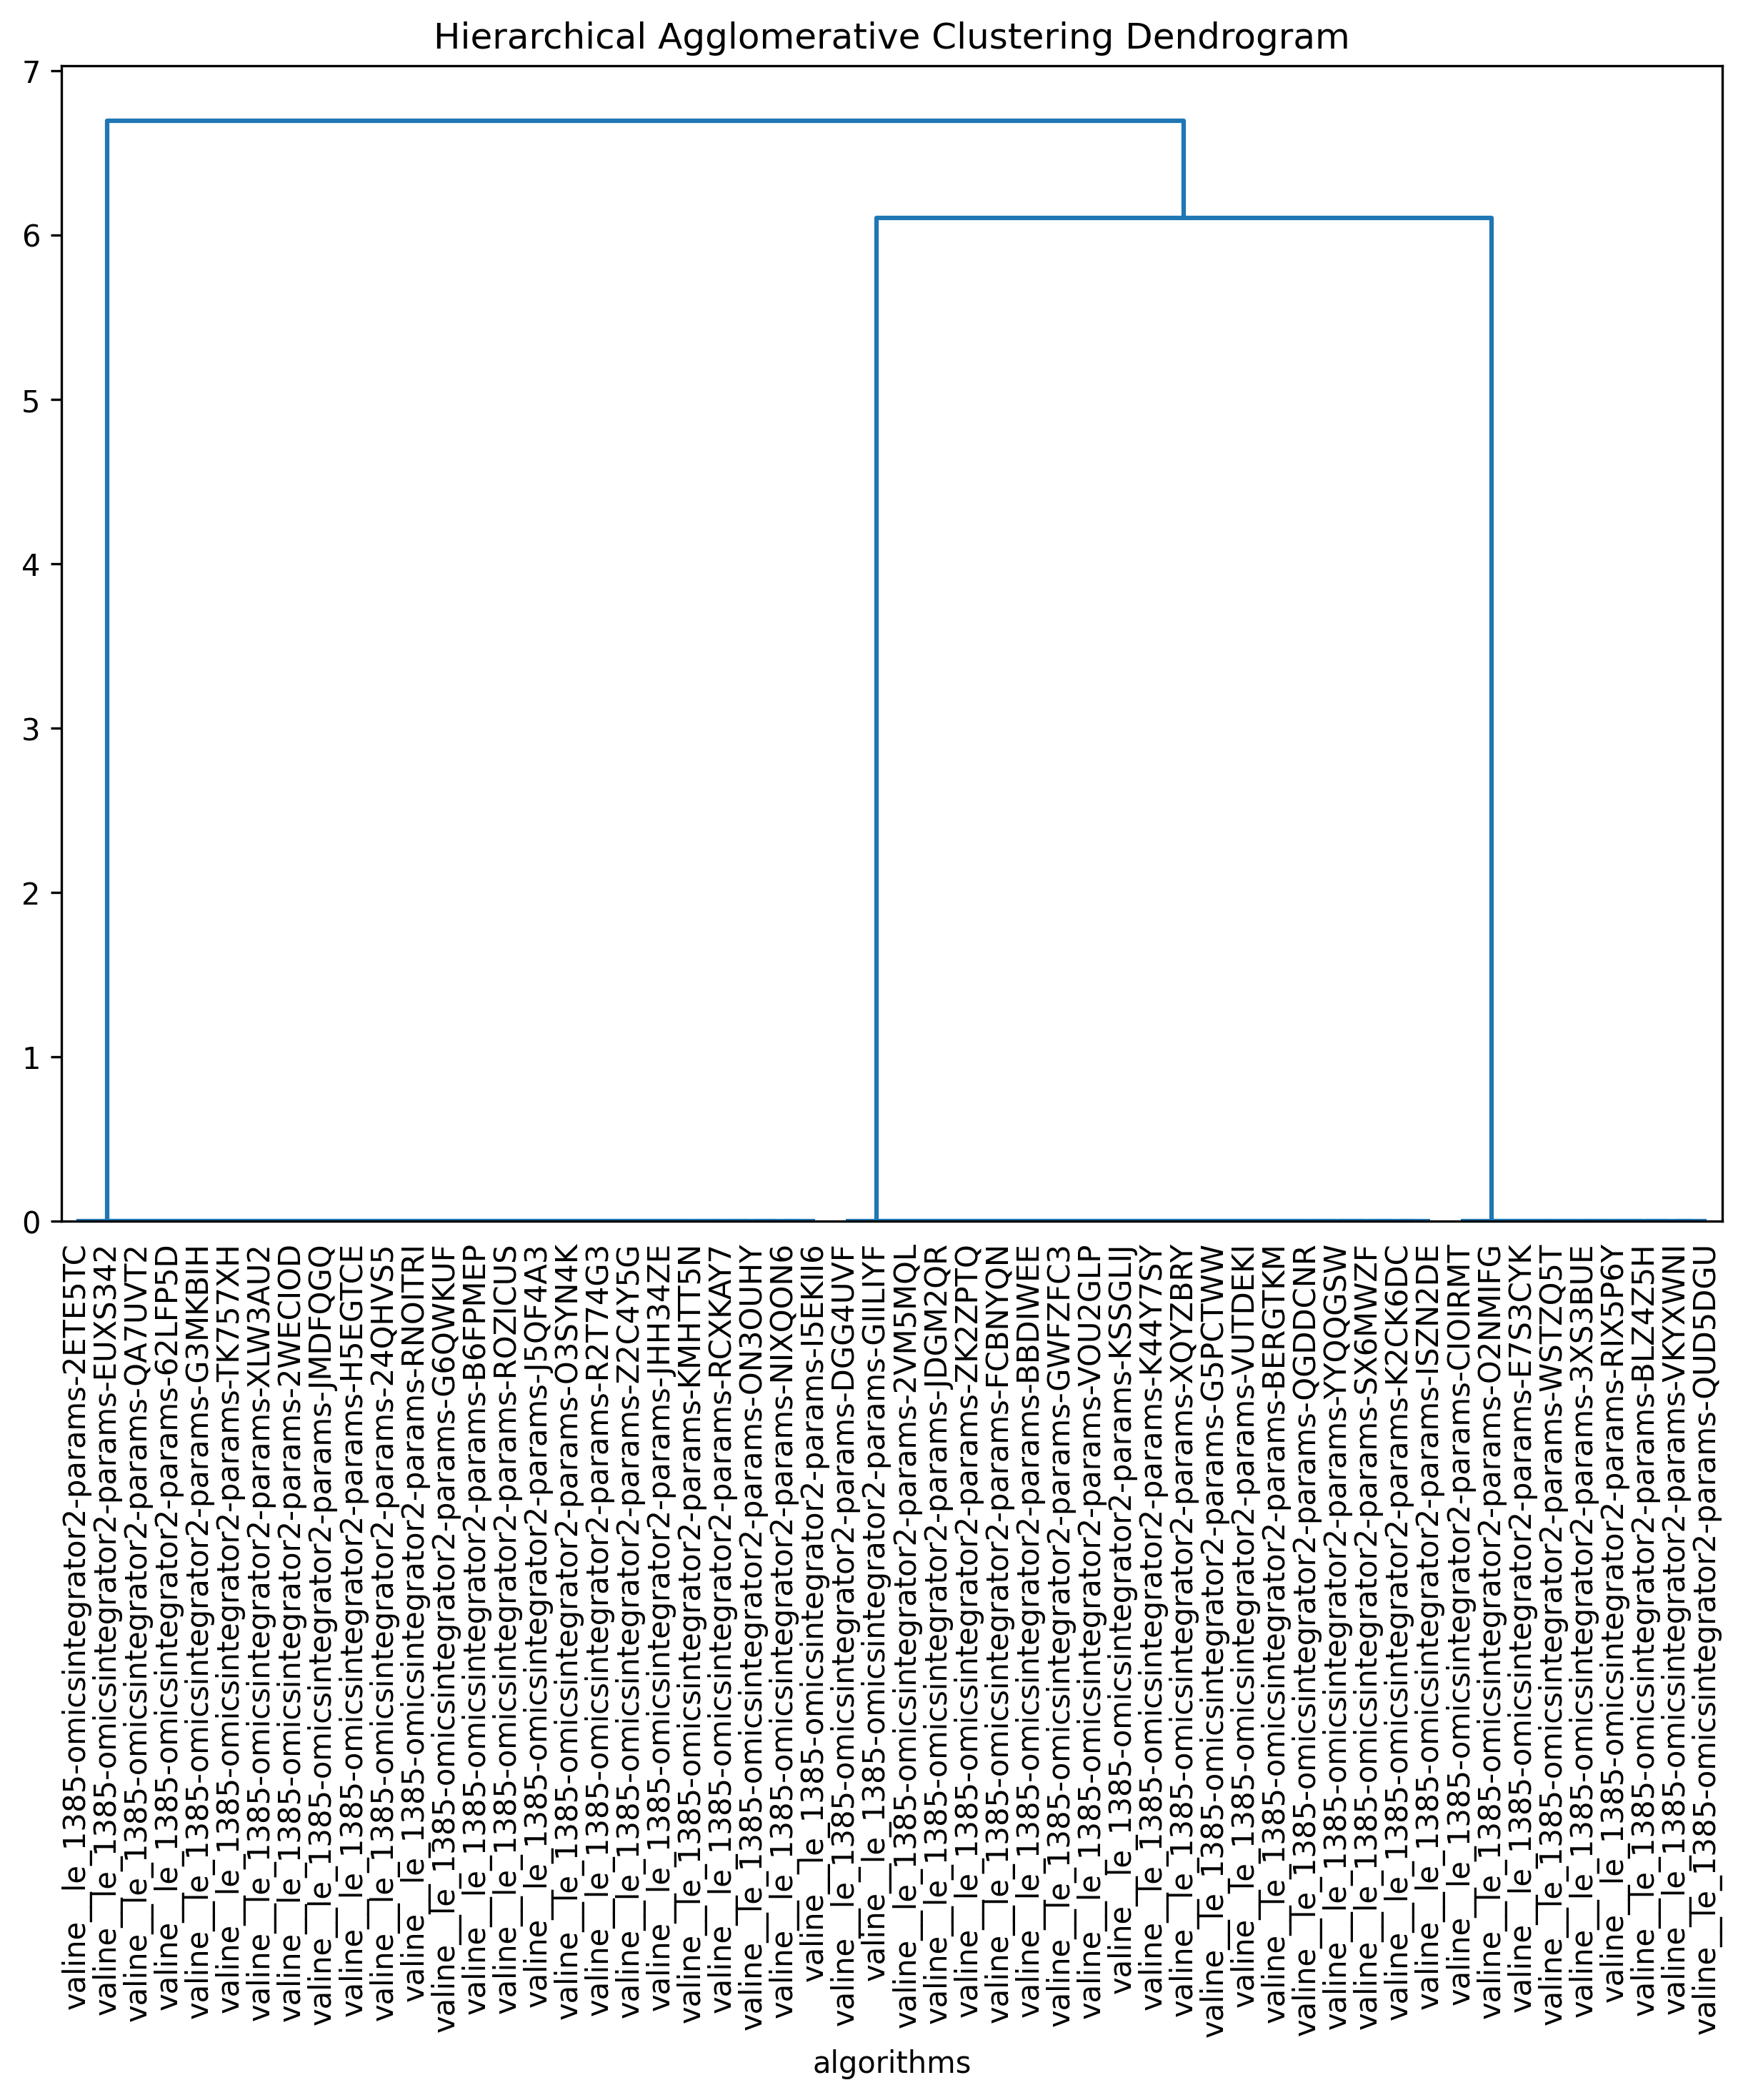 Hierarchical Agglomerative Clustering Dendrogram
7
6
5
4
3
2
1
0
valine__le_1385-omicsintegrator2-params-2ETE5TC
valine__le_1385-omicsintegrator2-params-EUXS342
valine__le_1385-omicsintegrator2-params-QA7UVT2
valine__le_1385-omicsintegrator2-params-62LFP5D
valine__le_1385-omicsintegrator2-params-G3MKBIH
valine__le_1385-omicsintegrator2-params-TK757XH
valine__le_1385-omicsintegrator2-params-XLW3AU2
valine__le_1385-omicsintegrator2-params-2WECIOD
valine__le_1385-omicsintegrator2-params-JMDFQGQ
valine__le_1385-omicsintegrator2-params-H5EGTCE
valine__le_1385-omicsintegrator2-params-24QHVS5
valine__le_1385-omicsintegrator2-params-RNOITRI
valine__le_1385-omicsintegrator2-params-G6QWKUF
valine__le_1385-omicsintegrator2-params-B6FPMEP
valine__le_1385-omicsintegrator2-params-ROZICUS
valine__le_1385-omicsintegrator2-params-J5QF4A3
valine__le_1385-omicsintegrator2-params-O3SYN4K
valine__le_1385-omicsintegrator2-params-R2T74G3
valine__le_1385-omicsintegrator2-params-Z2C4Y5G
valine__le_1385-omicsintegrator2-params-JHH34ZE
valine__le_1385-omicsintegrator2-params-KMHTT5N
valine__le_1385-omicsintegrator2-params-RCXKAY7
valine__le_1385-omicsintegrator2-params-ON3OUHY
valine__le_1385-omicsintegrator2-params-NIXQON6
valine__le_1385-omicsintegrator2-params-I5EKII6
valine__le_1385-omicsintegrator2-params-DGG4UVF
valine__le_1385-omicsintegrator2-params-GIILIYF
valine__le_1385-omicsintegrator2-params-2VM5MQL
valine__le_1385-omicsintegrator2-params-JDGM2QR
valine__le_1385-omicsintegrator2-params-ZK2ZPTQ
valine__le_1385-omicsintegrator2-params-FCBNYQN
valine__le_1385-omicsintegrator2-params-BBDIWEE
valine__le_1385-omicsintegrator2-params-GWFZFC3
valine__le_1385-omicsintegrator2-params-VOU2GLP
valine__le_1385-omicsintegrator2-params-KSSGLIJ
valine__le_1385-omicsintegrator2-params-K44Y7SY
valine__le_1385-omicsintegrator2-params-XQYZBRY
valine__le_1385-omicsintegrator2-params-G5PCTWW
valine__le_1385-omicsintegrator2-params-VUTDEKI
valine__le_1385-omicsintegrator2-params-BERGTKM
valine__le_1385-omicsintegrator2-params-QGDDCNR
valine__le_1385-omicsintegrator2-params-YYQQGSW
valine__le_1385-omicsintegrator2-params-SX6MWZF
valine__le_1385-omicsintegrator2-params-K2CK6DC
valine__le_1385-omicsintegrator2-params-ISZN2DE
valine__le_1385-omicsintegrator2-params-CIOIRMT
valine__le_1385-omicsintegrator2-params-O2NMIFG
valine__le_1385-omicsintegrator2-params-E7S3CYK
valine__le_1385-omicsintegrator2-params-WSTZQ5T
valine__le_1385-omicsintegrator2-params-3XS3BUE
valine__le_1385-omicsintegrator2-params-RIX5P6Y
valine__le_1385-omicsintegrator2-params-BLZ4Z5H
valine__le_1385-omicsintegrator2-params-VKYXWNI
valine__le_1385-omicsintegrator2-params-QUD5DGU
algorithms